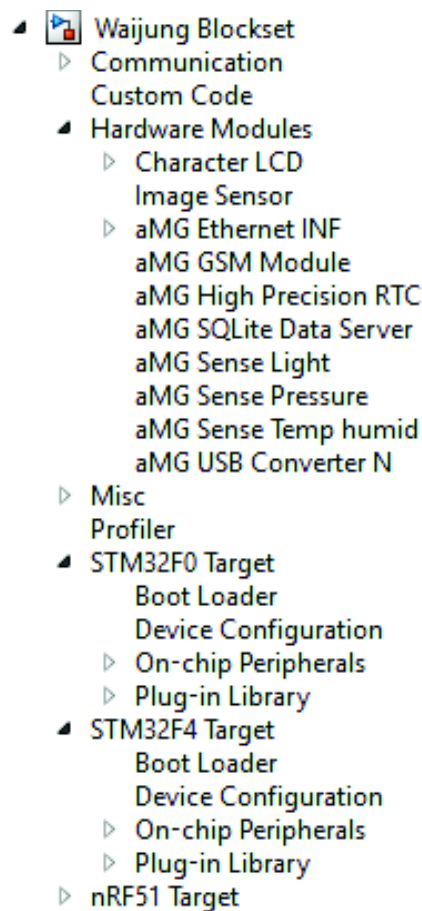 Waijung Blockset
Communication
Custom Code
Hardware Modules
Character LCD
Image Sensor
aMG Ethernet INF
aMG GSM Module
aMG High Precision RTC
aMG SQLite Data Server
aMG Sense Light
aMG Sense Pressure
aMG Sense Temp humid
aMG USB Converter N
Misc
Profiler
STM32F0 Target
Boot Loader
Device Configuration
On-chip Peripherals
Plug-in Library
STM32F4 Target
Boot Loader
Device Configuration
On-chip Peripherals
Plug-in Library
nRF51 Target